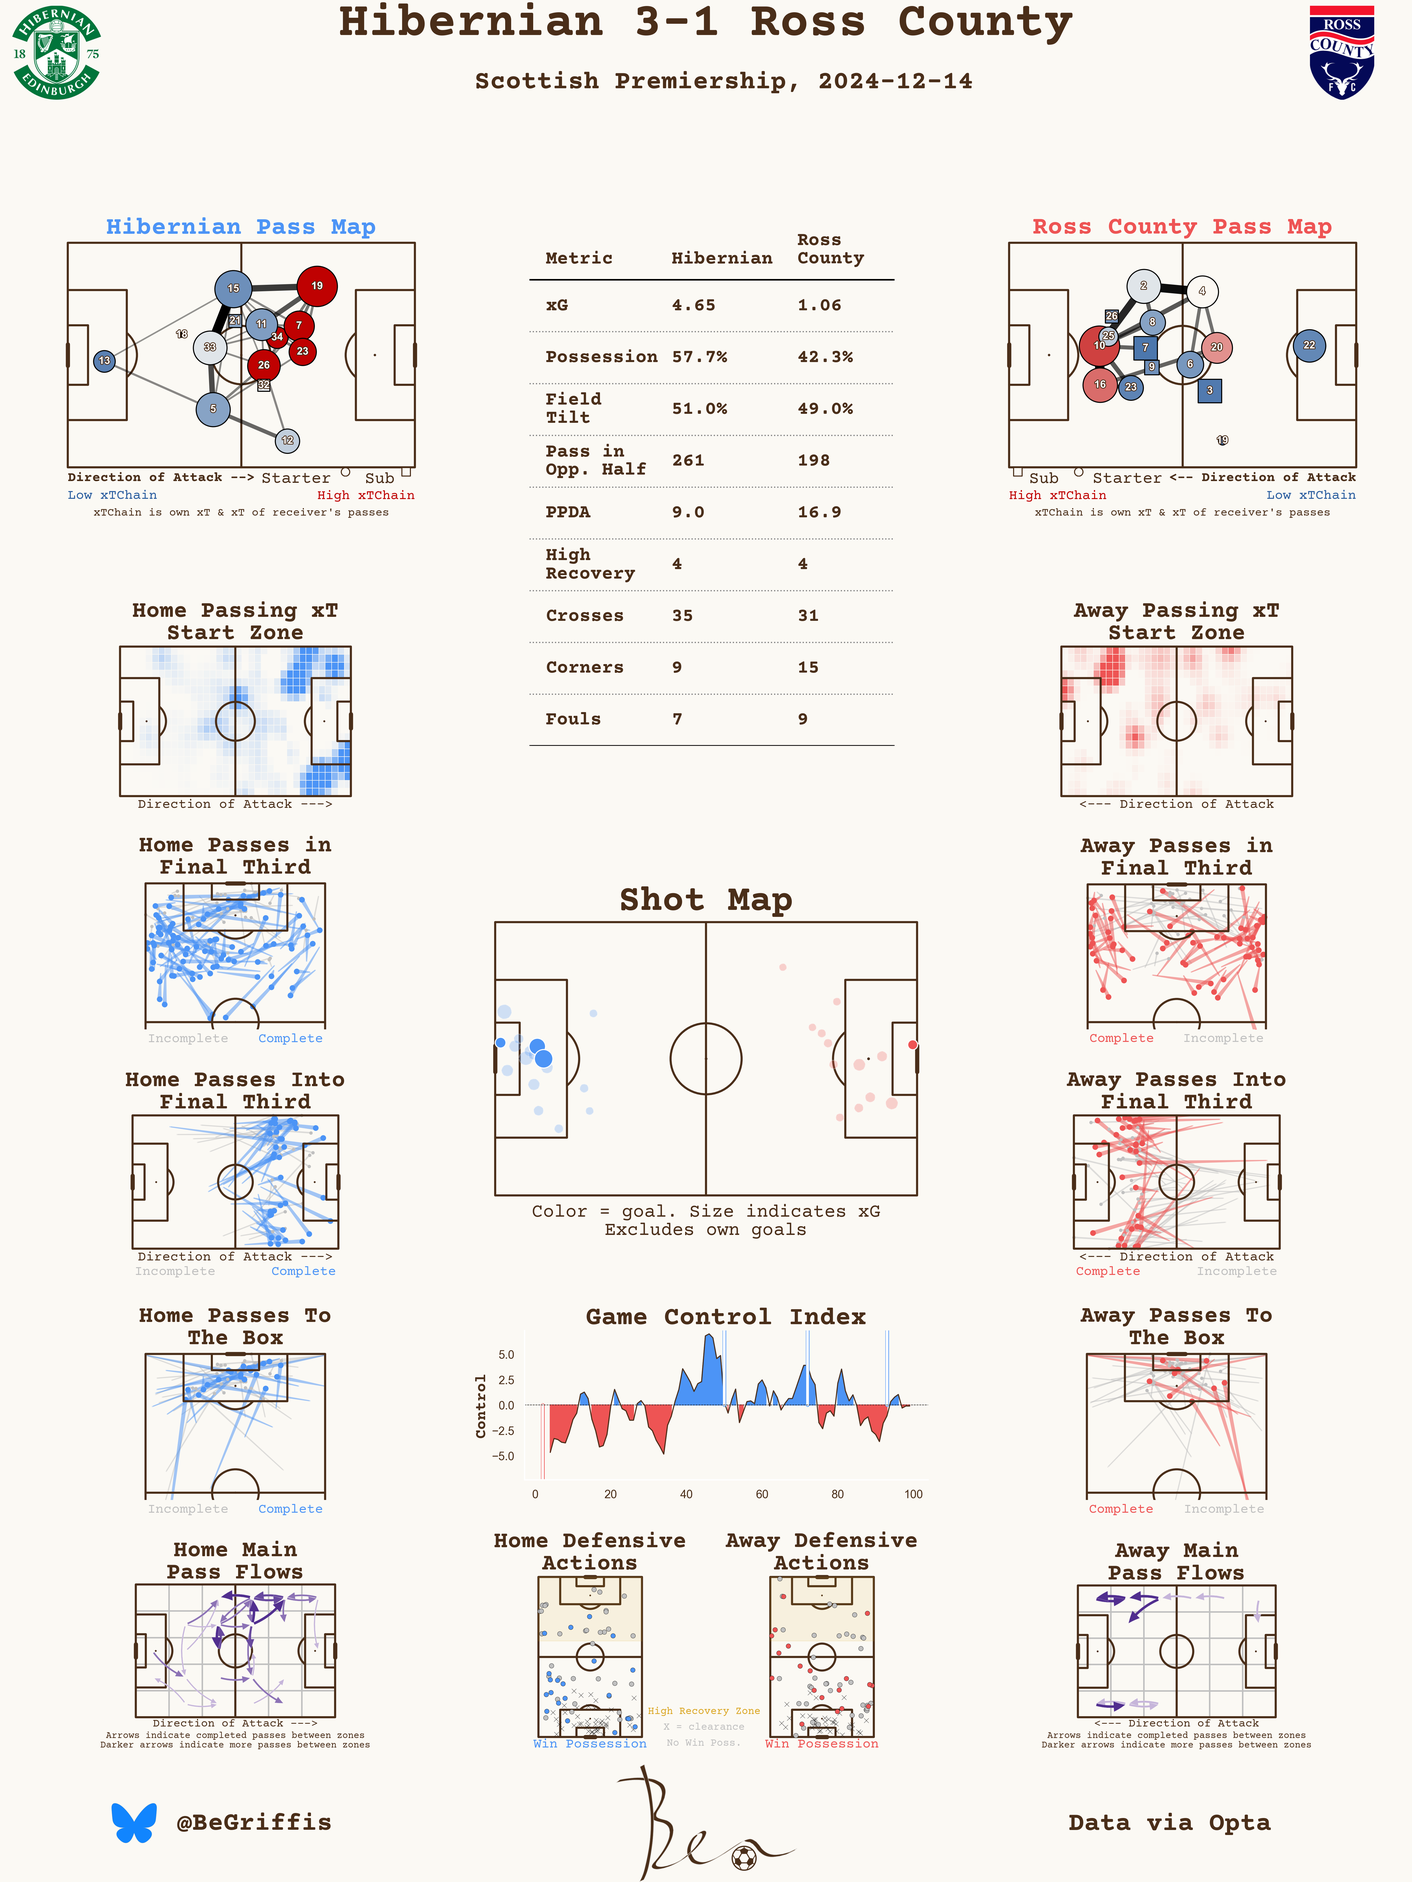 Hibernian 3-1 Ross County
Scottish Premiership, 2024-12-14
HIBERNIAN
18 75
EDINBURGH
ROSS
COUNTY
F C
Hibernian Pass Map
15
19
21
11
7
18
34
33
23
13
26
32
5
12
Direction of Attack --> Starter Sub
Low xTChain High xTChain
xTChain is own xT & xT of receiver's passes
Metric Hibernian Ross County
xG 4.65 1.06
Possession 57.7% 42.3%
Field Tilt 51.0% 49.0%
Pass in Opp. Half 261 198
PPDA 9.0 16.9
High Recovery 4 4
Crosses 35 31
Corners 9 15
Fouls 7 9
Ross County Pass Map
2
4
26
8
25
10
7
20
22
9
6
16
23
3
19
Sub Starter <-- Direction of Attack
High xTChain Low xTChain
xTChain is own xT & xT of receiver's passes
Home Passing xT
Start Zone
Direction of Attack --->
Away Passing xT
Start Zone
<--- Direction of Attack
Home Passes in
Final Third
Incomplete Complete
Away Passes in
Final Third
Complete Incomplete
Shot Map
Color = goal. Size indicates xG
Excludes own goals
Home Passes Into
Final Third
Direction of Attack --->
Incomplete Complete
Away Passes Into
Final Third
<--- Direction of Attack
Complete Incomplete
Home Passes To
The Box
Incomplete Complete
Game Control Index
Control
5.0
2.5
0.0
−2.5
−5.0
0 20 40 60 80 100
Away Passes To
The Box
Complete Incomplete
Home Main
Pass Flows
Direction of Attack --->
Arrows indicate completed passes between zones
Darker arrows indicate more passes between zones
Home Defensive
Actions
Win Possession
Away Defensive
Actions
Win Possession
High Recovery Zone
X = clearance
No Win Poss.
Away Main
Pass Flows
<--- Direction of Attack
Arrows indicate completed passes between zones
Darker arrows indicate more passes between zones
@BeGriffis
Ben
Data via Opta